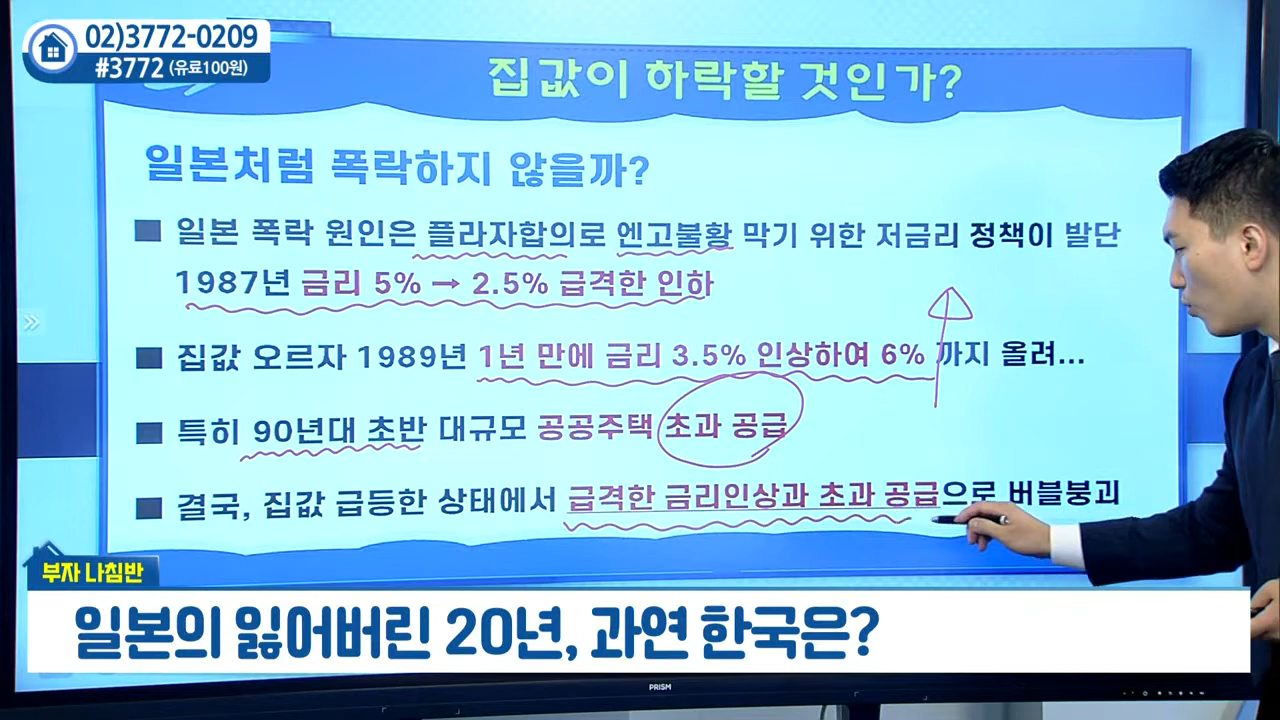 02)3772-0209
#3772 (유료100원)
집값이 하락할 것인가?
일본처럼 폭락하지 않을까?
■ 일본 폭락 원인은 플라자합의로 엔고불황 막기 위한 저금리 정책이 발단
1987년 금리 5% → 2.5% 급격한 인하
■ 집값 오르자 1989년 1년 만에 금리 3.5% 인상하여 6% 까지 올려...
■ 특히 90년대 초반 대규모 공공주택 초과 공급
■ 결국, 집값 급등한 상태에서 급격한 금리인상과 초과 공급으로 버블붕괴
부자 나침반
일본의 잃어버린 20년, 과연 한국은?
PRISM